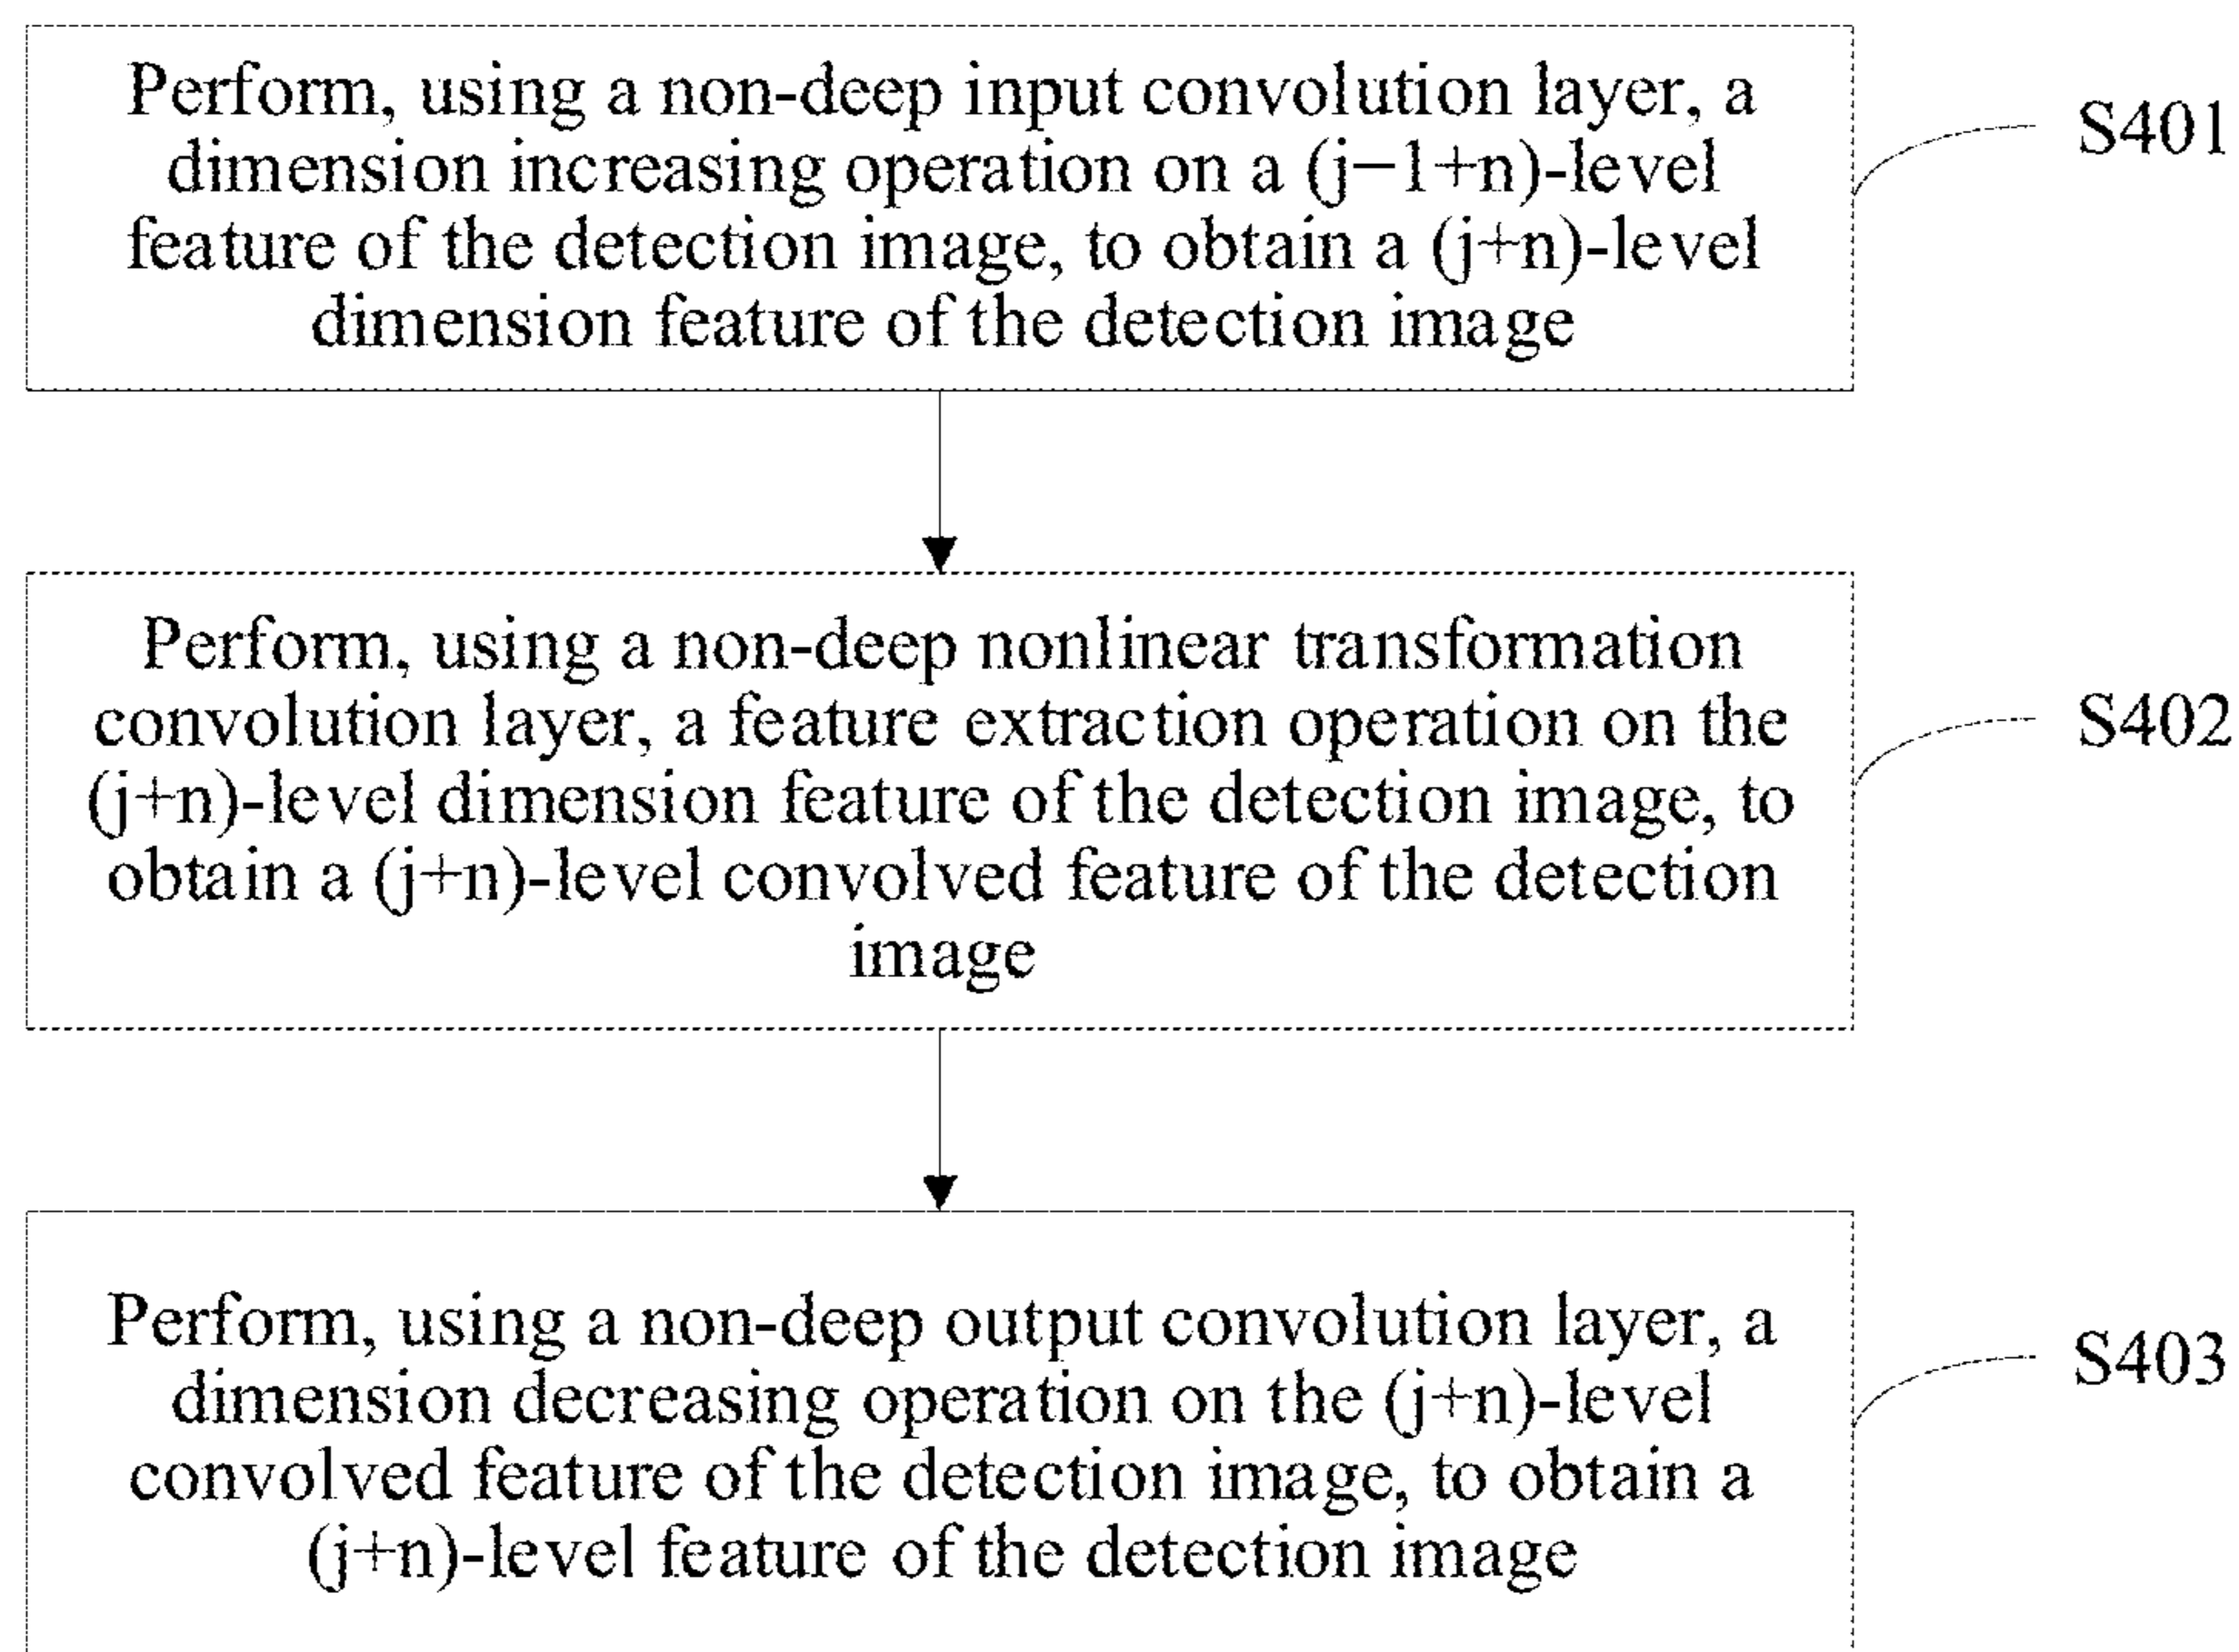 Perform, using a non-deep input convolution layer, a
dimension increasing operation on a (j−1+n)-level
feature of the detection image, to obtain a (j+n)-level
dimension feature of the detection image
S401
Perform, using a non-deep nonlinear transformation
convolution layer, a feature extraction operation on the
(j+n)-level dimension feature of the detection image, to
obtain a (j+n)-level convolved feature of the detection
image
S402
Perform, using a non-deep output convolution layer, a
dimension decreasing operation on the (j+n)-level
convolved feature of the detection image, to obtain a
(j+n)-level feature of the detection image
S403